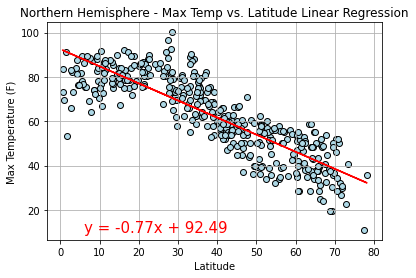 Northern Hemisphere - Max Temp vs. Latitude Linear Regression
100
80
60
40
20
Max Temperature (F)
y = -0.77x + 92.49
0 10 20 30 40 50 60 70 80
Latitude